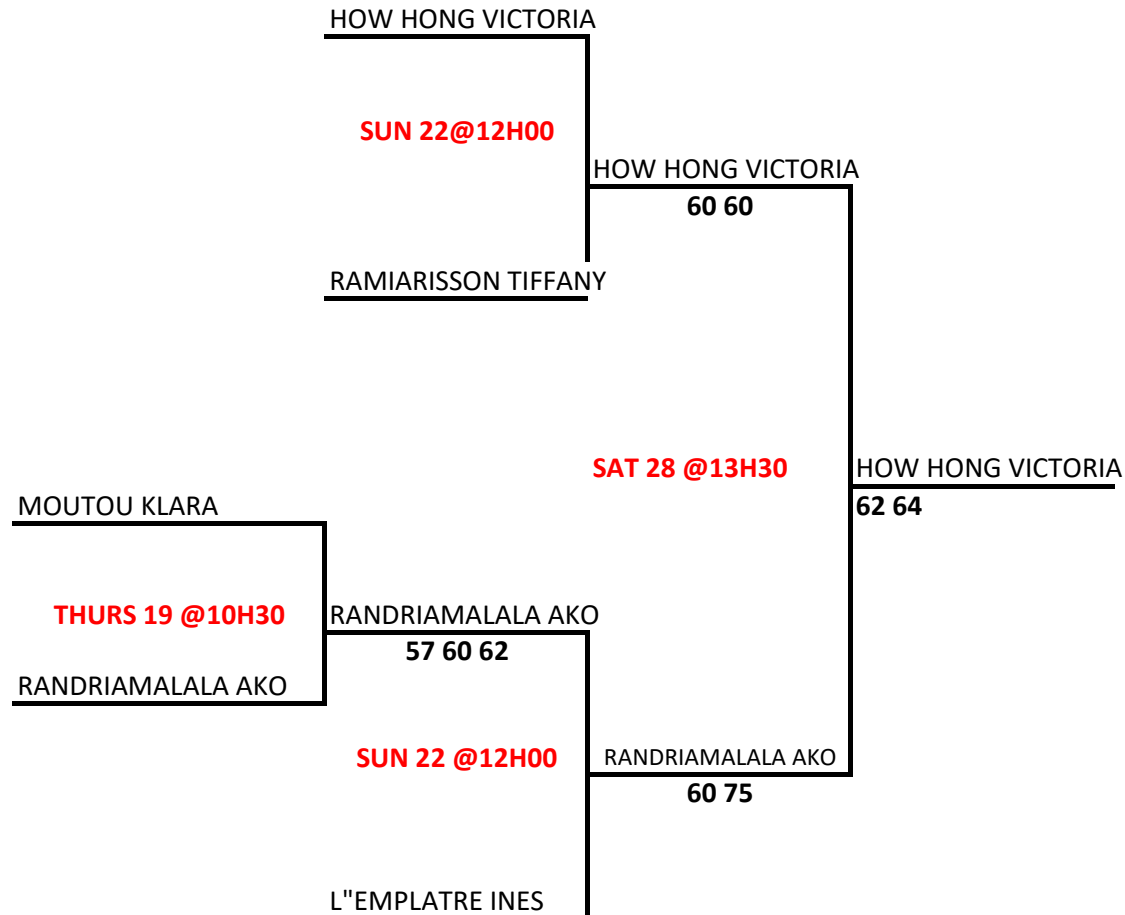 HOW HONG VICTORIA
SUN 22@12H00
HOW HONG VICTORIA
60 60
RAMIARISSON TIFFANY
SAT 28 @13H30
HOW HONG VICTORIA
62 64
MOUTOU KLARA
THURS 19 @10H30
RANDRIAMALALA AKO
57 60 62
RANDRIAMALALA AKO
SUN 22 @12H00
RANDRIAMALALA AKO
60 75
L"EMPLATRE INES